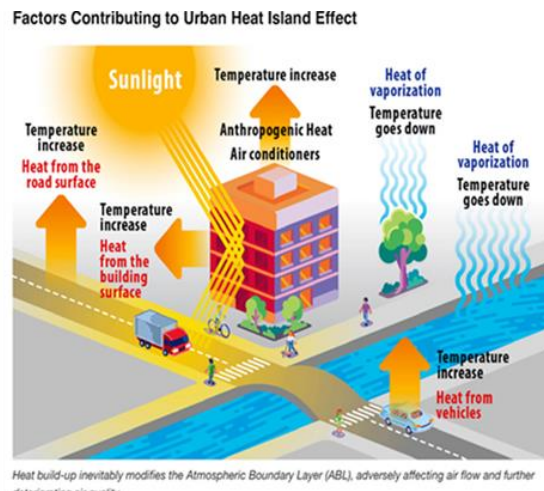 Factors Contributing to Urban Heat Island Effect
Sunlight
Temperature increase
Anthropogenic Heat
Air conditioners
Heat of
vaporization
Temperature
goes down
Heat of
vaporization
Temperature
goes down
Temperature
increase
Heat from the
road surface
Temperature
increase
Heat
from the
building
surface
Temperature
increase
Heat from
vehicles
Heat build-up inevitably modifies the Atmospheric Boundary Layer (ABL), adversely affecting air flow and further
deteriorating air quality